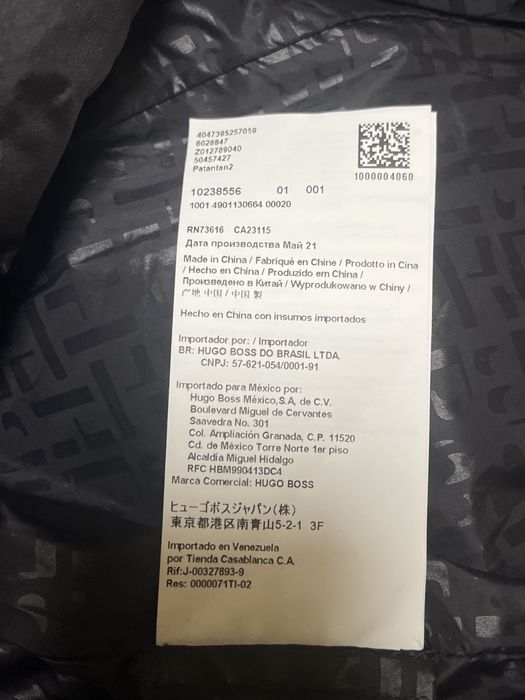 4047395257059
6028847
Z012789040
50457427
Patanten2
1000004060
10238556 01 001
1001 4901130664 00020
RN73616 CA23115
Дата производства Май 21
Made in China / Fabriqué en Chine / Prodotto in Cina
/ Hecho en China / Produzido em China /
Произведено в Китай / Wyprodukowano w Chiny /
产地 中国 / 中国 製
Hecho en China con insumos importados
Importador por: / Importador
BR: HUGO BOSS DO BRASIL LTDA.
CNPJ: 57-621-054/0001-91
Importado para México por:
Hugo Boss México,S,A, de C.V.
Boulevard Miguel de Cervantes
Saavedra No. 301
Col. Ampliación Granada, C.P. 11520
Cd. de México Torre Norte 1er piso
Alcaldía Miguel Hidalgo
RFC HBM990413DC4
Marca Comercial: HUGO BOSS
ヒューゴボスジャパン(株)
東京都港区南青山5-2-1 3F
Importado en Venezuela
por Tienda Casablanca C.A.
Rif:J-00327893-9
Res: 0000071TI-02